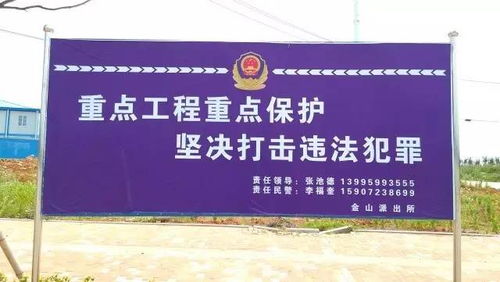 重点工程重点保护
坚决打击违法犯罪
责任领导：张池德 13995993555
责任民警：李福奎 15907238699
金山派出所